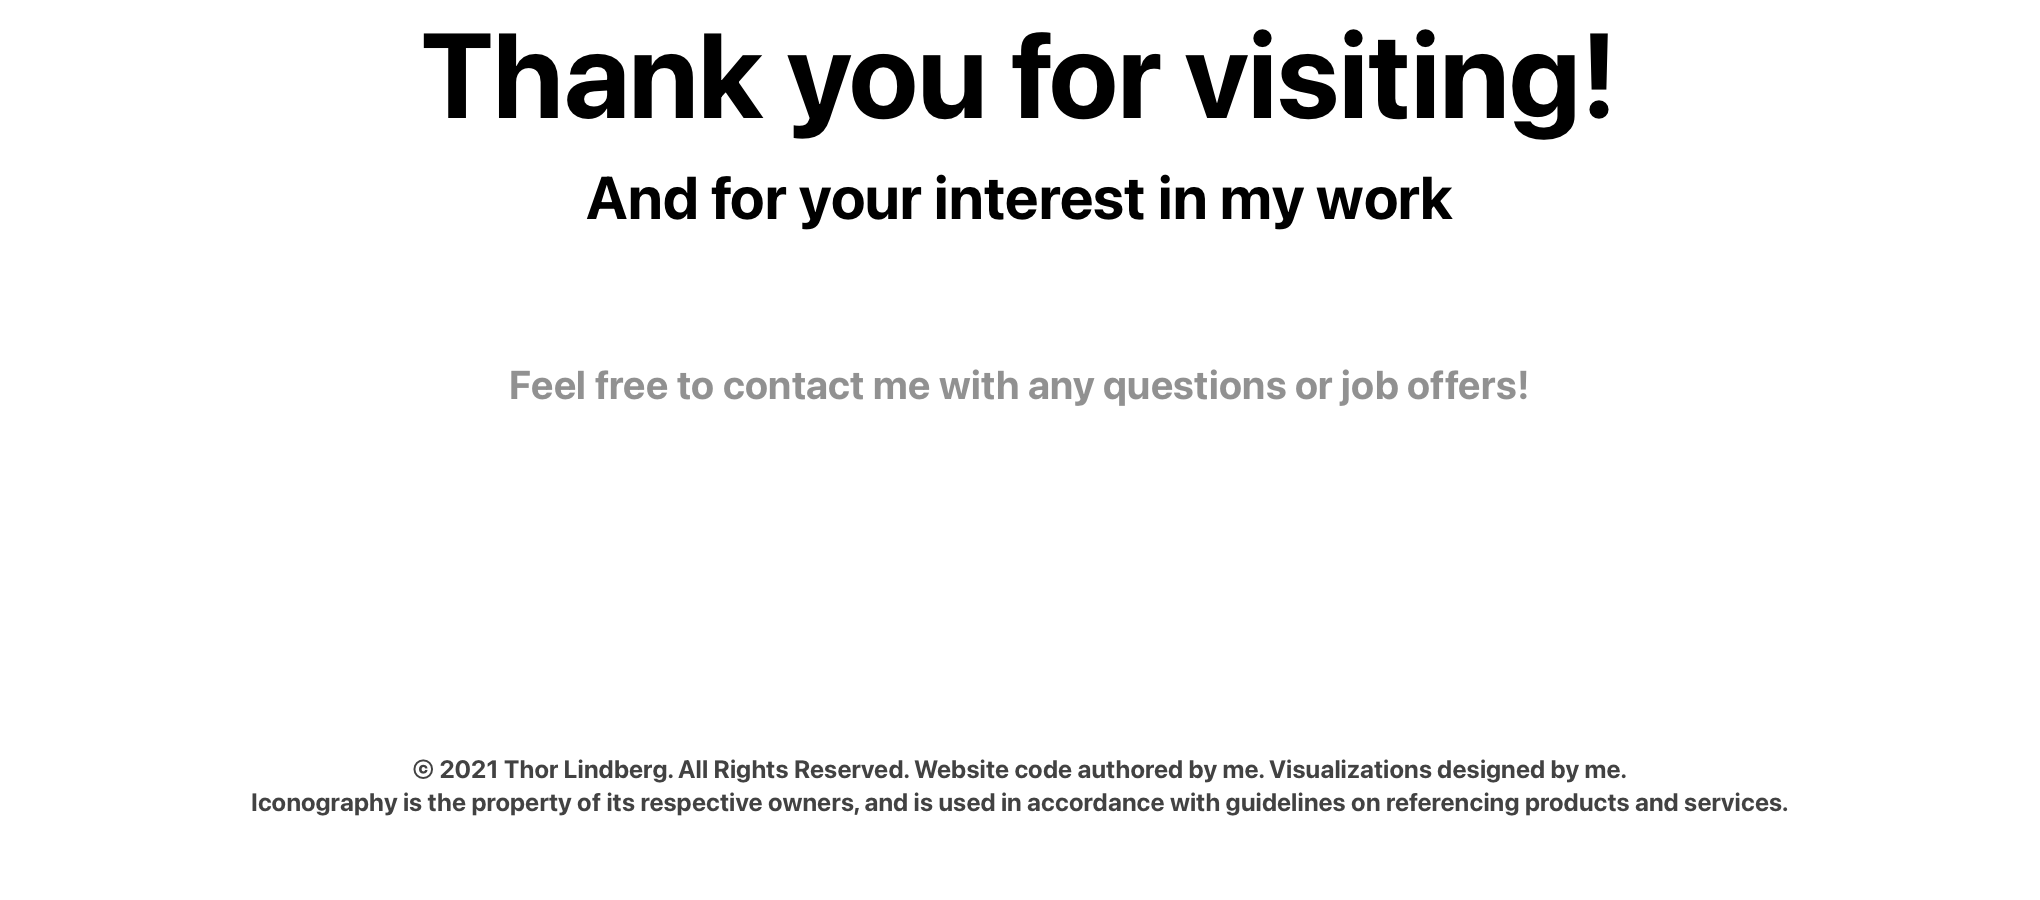 Thank you for visiting!
And for your interest in my work
Feel free to contact me with any questions or job offers!
© 2021 Thor Lindberg. All Rights Reserved. Website code authored by me. Visualizations designed by me.
Iconography is the property of its respective owners, and is used in accordance with guidelines on referencing products and services.